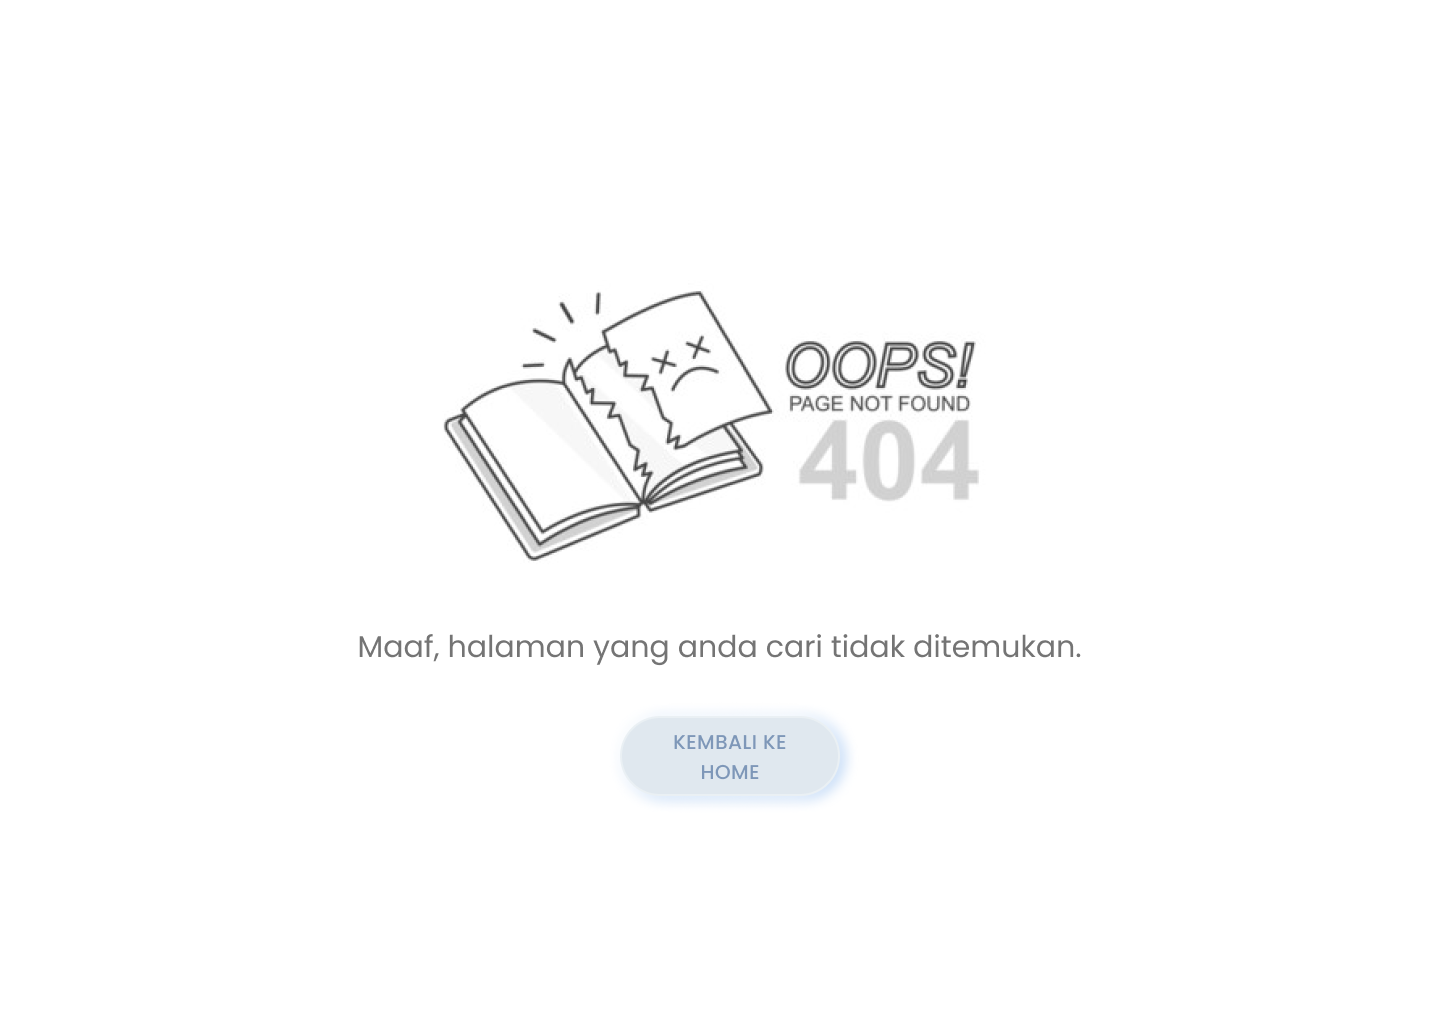 OOPS!
PAGE NOT FOUND
404
Maaf, halaman yang anda cari tidak ditemukan.
KEMBALI KE
HOME